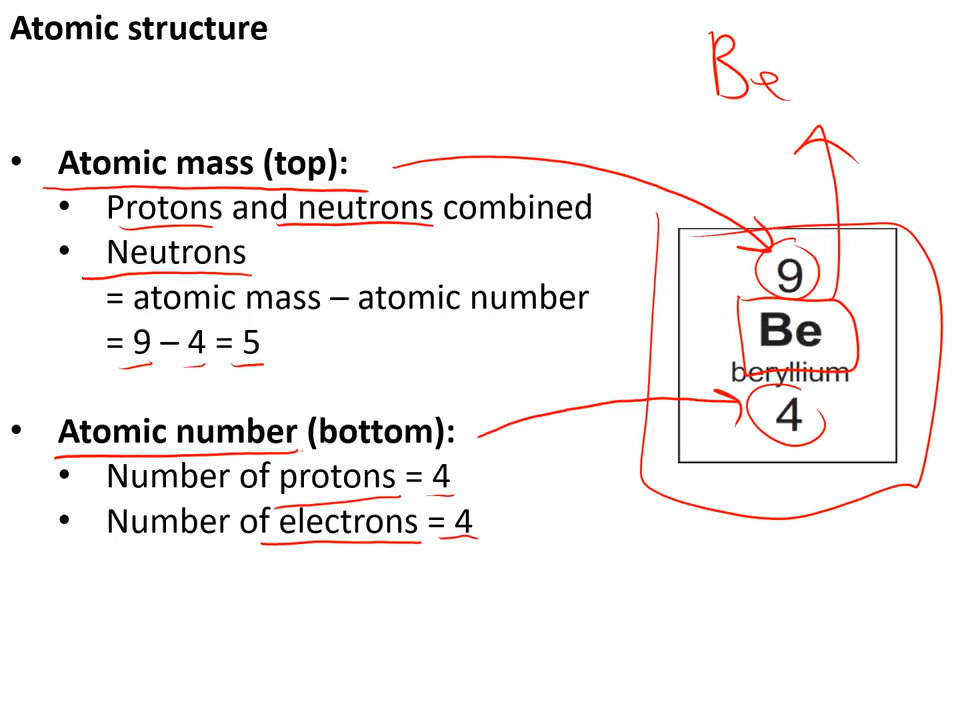 Atomic structure
Be
• Atomic mass (top):
• Protons and neutrons combined
• Neutrons
= atomic mass – atomic number
= 9 – 4 = 5
• Atomic number (bottom):
• Number of protons = 4
• Number of electrons = 4
9
Be
beryllium
4